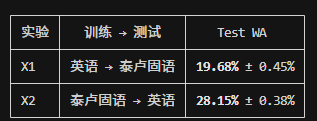 实验 训练 → 测试 Test WA
X1 英语 → 泰卢固语 19.68% ± 0.45%
X2 泰卢固语 → 英语 28.15% ± 0.38%